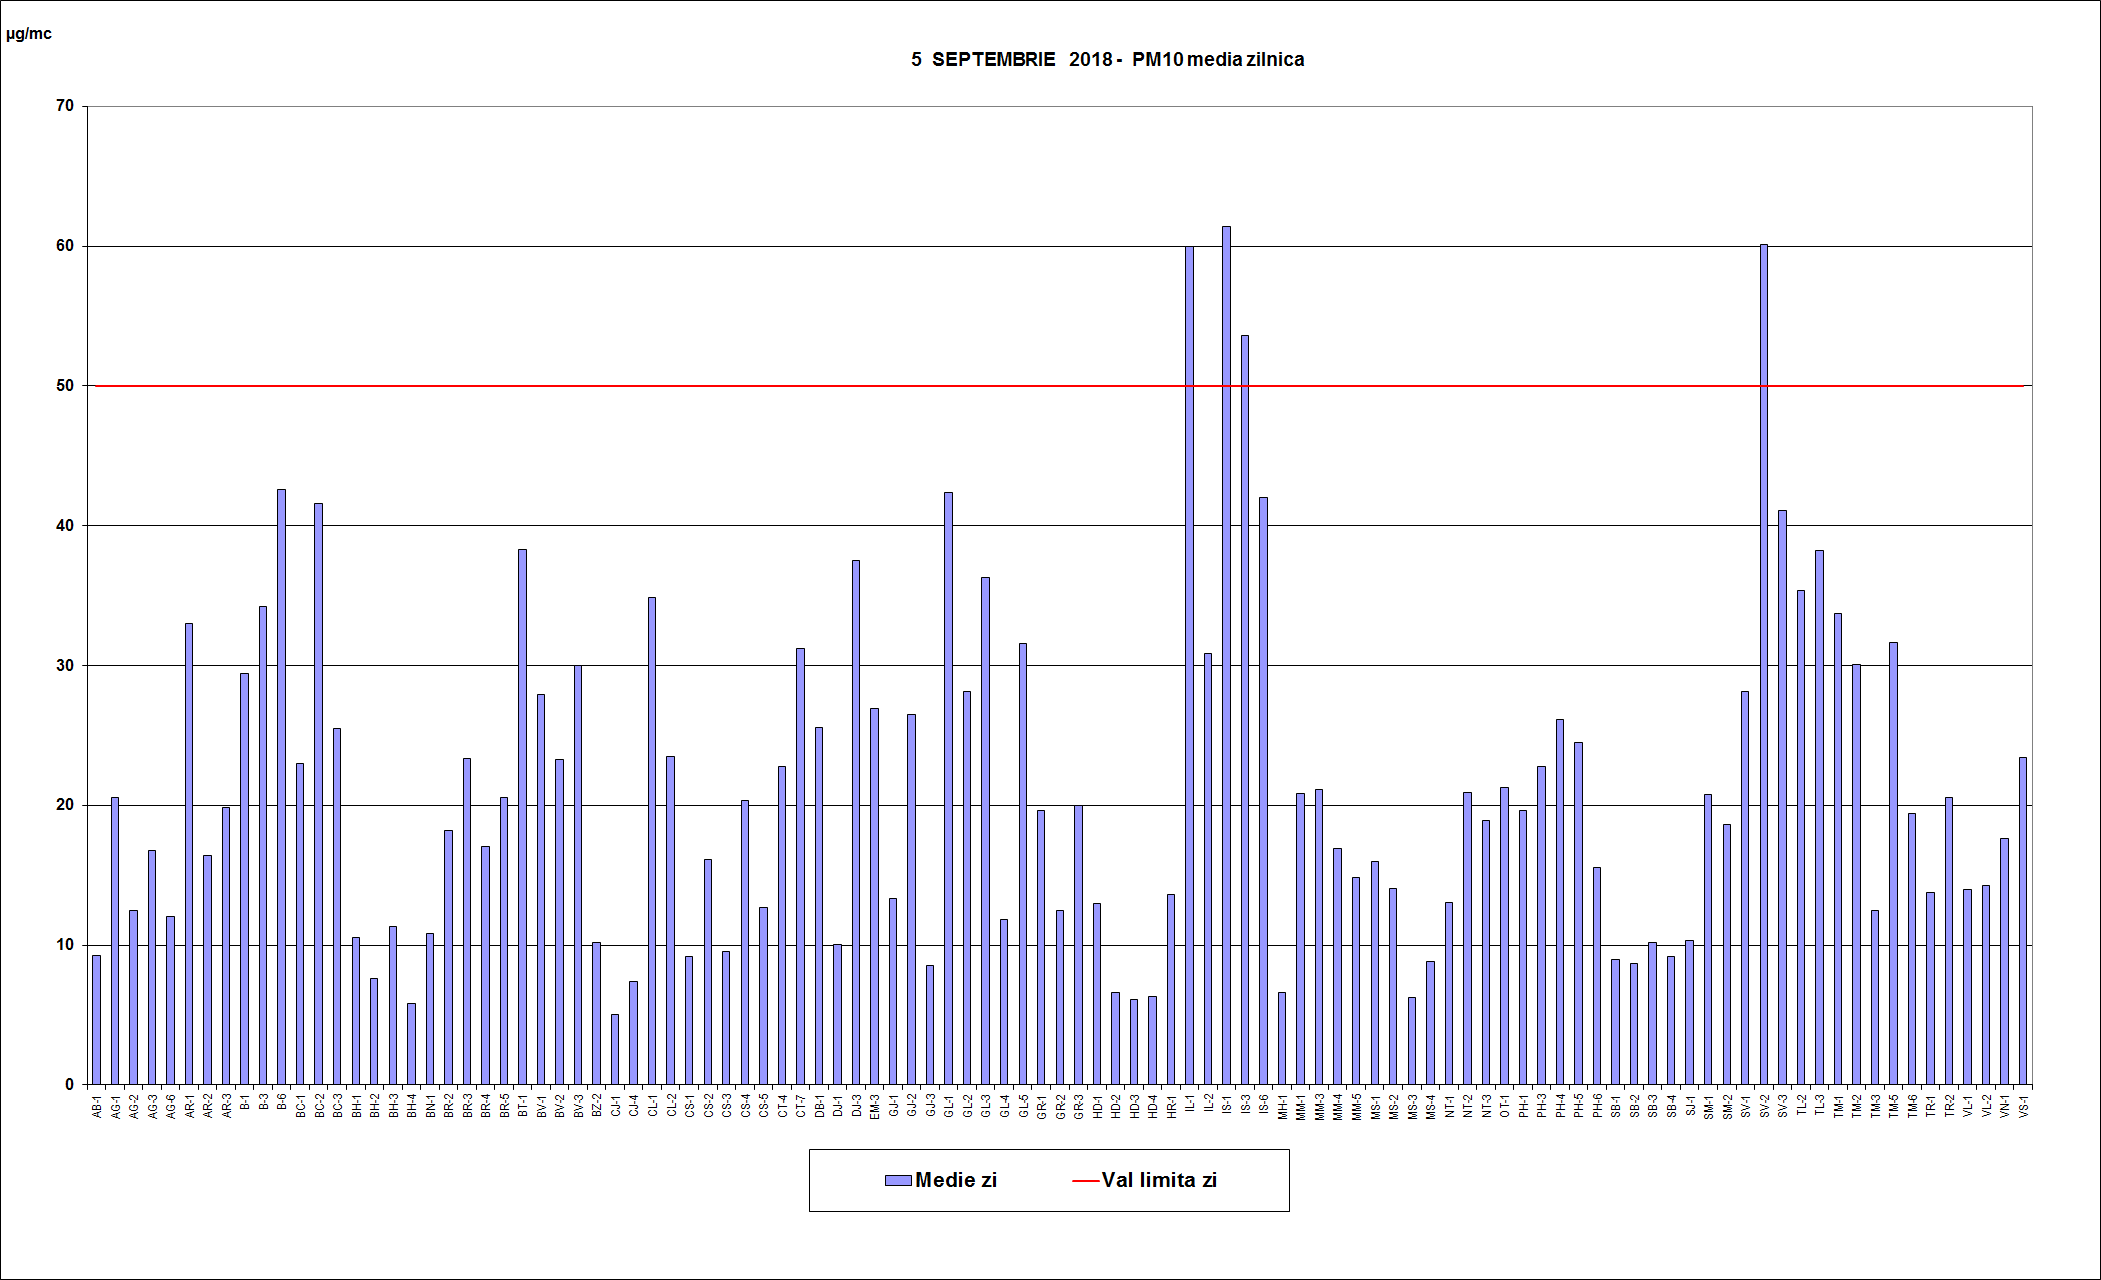 µg/mc
5 SEPTEMBRIE 2018 - PM10 media zilnica
70
60
50
40
30
20
10
0
AB-1 AG-1 AG-2 AG-3 AG-6 AR-1 AR-2 AR-3 B-1 B-3 B-6 BC-1 BC-2 BC-3 BH-1 BH-2 BH-3 BH-4 BN-1 BR-2 BR-3 BR-4 BR-5 BT-1 BV-1 BV-2 BV-3 BZ-2 CJ-1 CJ-4 CL-1 CL-2 CS-1 CS-2 CS-3 CS-4 CS-5 CT-4 CT-7 DB-1 DJ-1 DJ-3 EM-3 GJ-1 GJ-2 GJ-3 GL-1 GL-2 GL-3 GL-4 GL-5 GR-1 GR-2 GR-3 HD-1 HD-2 HD-3 HD-4 HR-1 IL-1 IL-2 IS-1 IS-3 IS-6 MH-1 MM-1 MM-3 MM-4 MM-5 MS-1 MS-2 MS-3 MS-4 NT-1 NT-2 NT-3 OT-1 PH-1 PH-3 PH-4 PH-5 PH-6 SB-1 SB-2 SB-3 SB-4 SJ-1 SM-1 SM-2 SV-1 SV-2 SV-3 TL-2 TL-3 TM-1 TM-2 TM-3 TM-5 TM-6 TR-1 TR-2 VL-1 VL-2 VN-1 VS-1
Medie zi Val limita zi